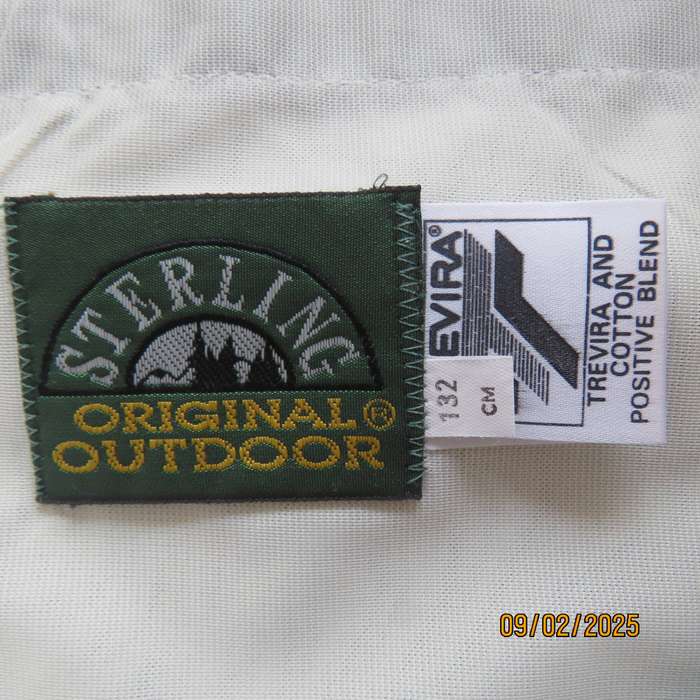 STERLING
ORIGINAL®
OUTDOOR
EVIRA®
TREVIRA AND
COTTON
POSITIVE BLEND
132
CM
09/02/2025